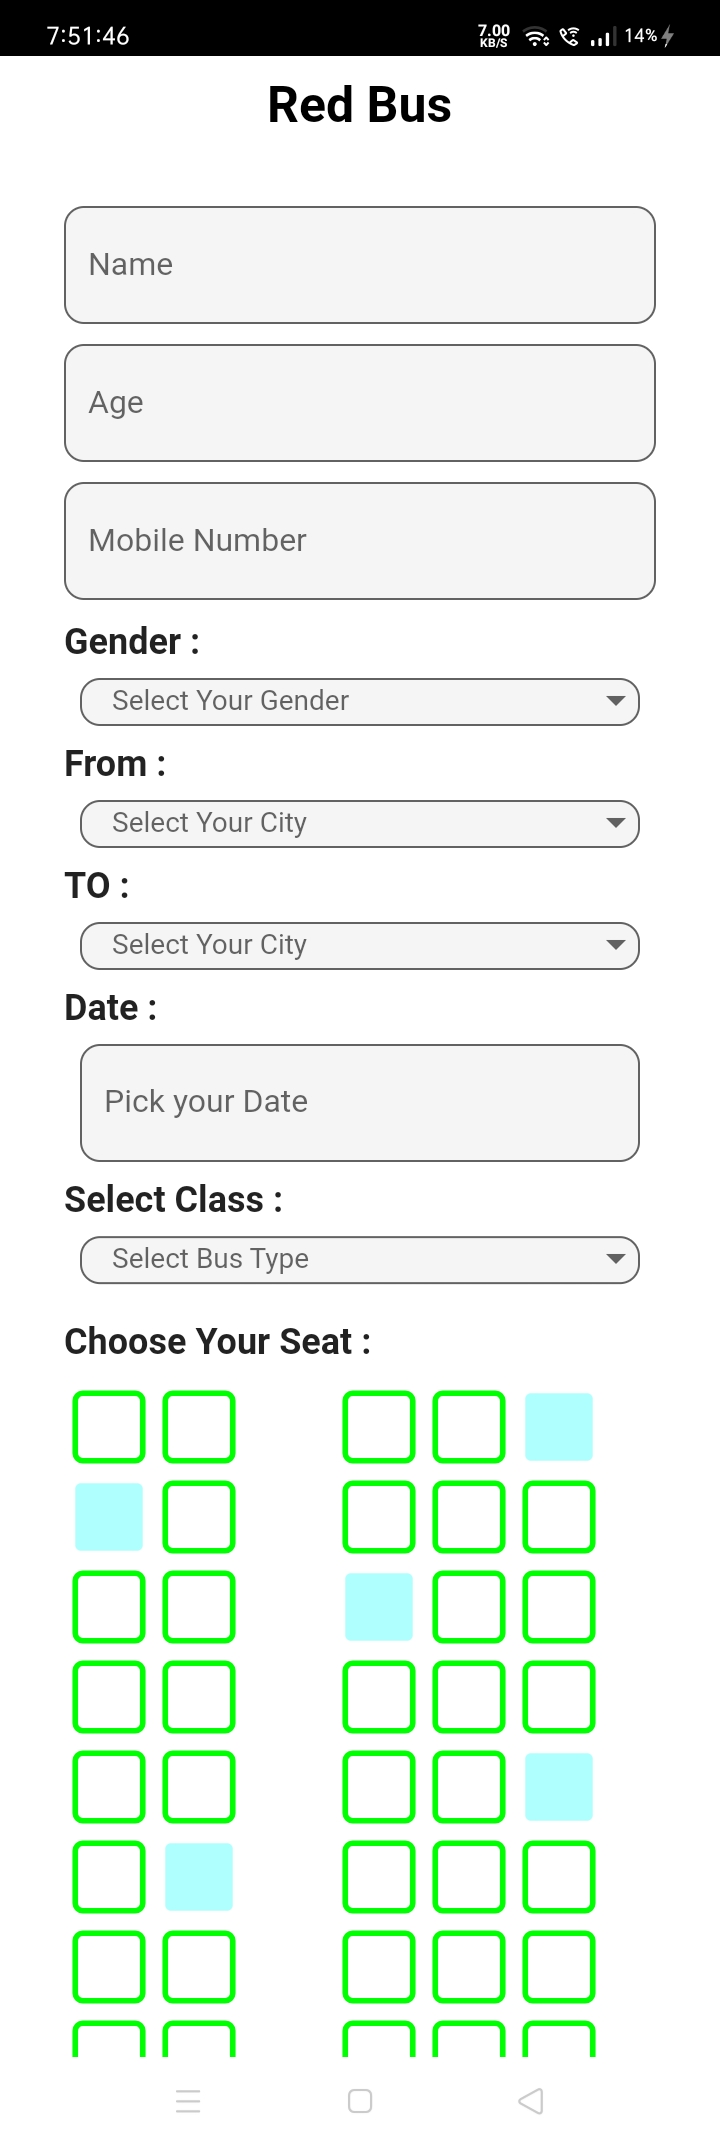 7:51:46
7.00
KB/S
14%
Red Bus
Name
Age
Mobile Number
Gender :
Select Your Gender
From :
Select Your City
TO :
Select Your City
Date :
Pick your Date
Select Class :
Select Bus Type
Choose Your Seat :